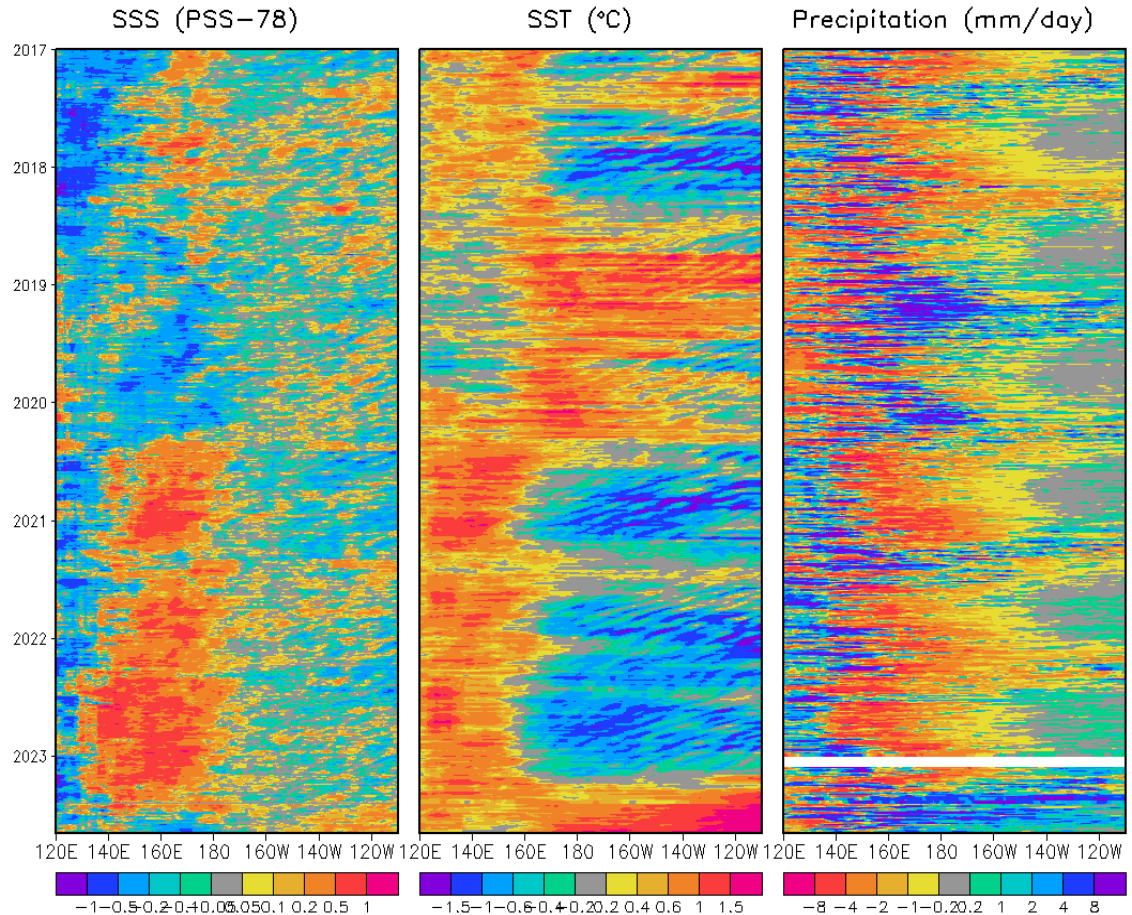 SSS (PSS−78) SST (°C) Precipitation (mm/day)
2017
2018
2019
2020
2021
2022
2023
120E 140E 160E 180 160W 140W 120W 120E 140E 160E 180 160W 140W 120W 120E 140E 160E 180 160W 140W 120W
−1 −0.5 −0.2 −0.1 −0.05 0.05 0.1 0.2 0.5 1 −1.5 −1 −0.6 −0.4 −0.2 0.2 0.4 0.6 1 1.5 −8 −4 −2 −1 −0.2 0.2 1 2 4 8